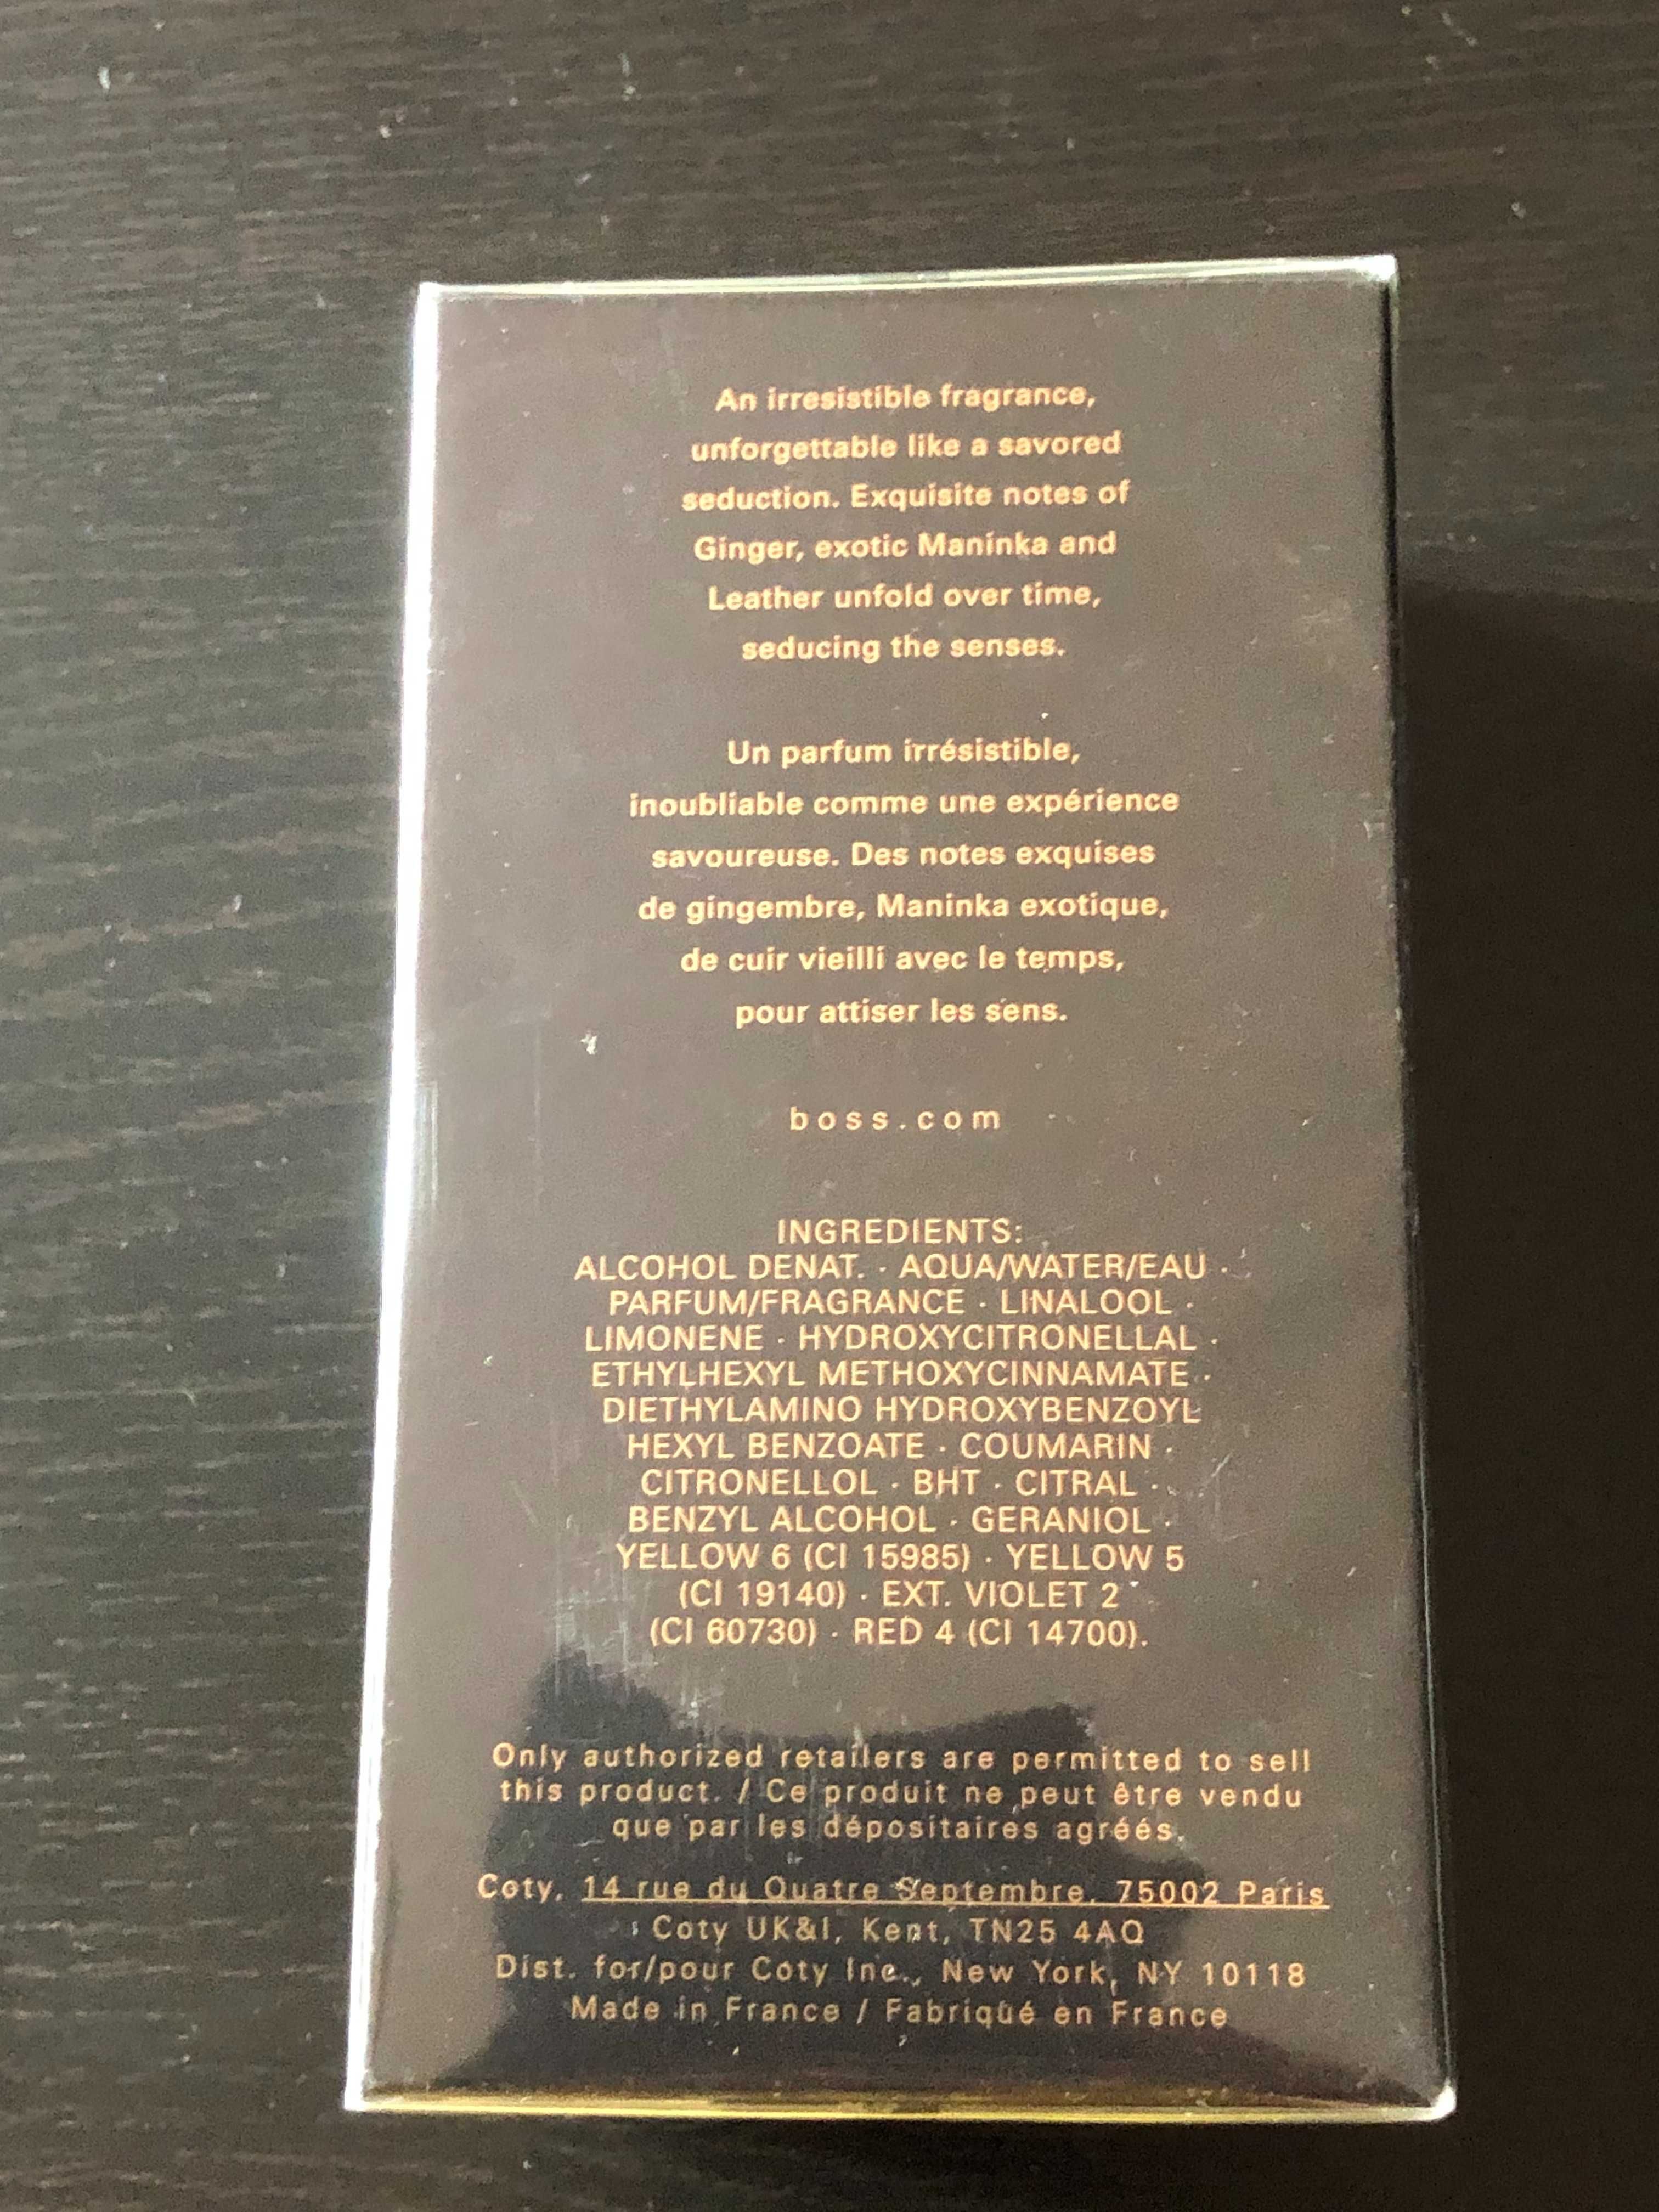 An irresistible fragrance,
unforgettable like a savored
seduction. Exquisite notes of
Ginger, exotic Maninka and
Leather unfold over time,
seducing the senses.
Un parfum irrésistible,
inoubliable comme une expérience
savoureuse. Des notes exquises
de gingembre, Maninka exotique,
de cuir vieilli avec le temps,
pour attiser les sens.
boss.com
INGREDIENTS:
ALCOHOL DENAT. · AQUA/WATER/EAU ·
PARFUM/FRAGRANCE · LINALOOL ·
LIMONENE · HYDROXYCITRONELLAL ·
ETHYLHEXYL METHOXYCINNAMATE ·
DIETHYLAMINO HYDROXYBENZOYL
HEXYL BENZOATE · COUMARIN ·
CITRONELLOL · BHT · CITRAL ·
BENZYL ALCOHOL · GERANIOL ·
YELLOW 6 (CI 15985) · YELLOW 5
(CI 19140) · EXT. VIOLET 2
(CI 60730) · RED 4 (CI 14700).
Only authorized retailers are permitted to sell
this product. / Ce produit ne peut être vendu
que par les dépositaires agréés.
Coty, 14 rue du Quatre Septembre, 75002 Paris
Coty UK&I, Kent, TN25 4AQ
Dist. for/pour Coty Inc., New York, NY 10118
Made in France / Fabriqué en France